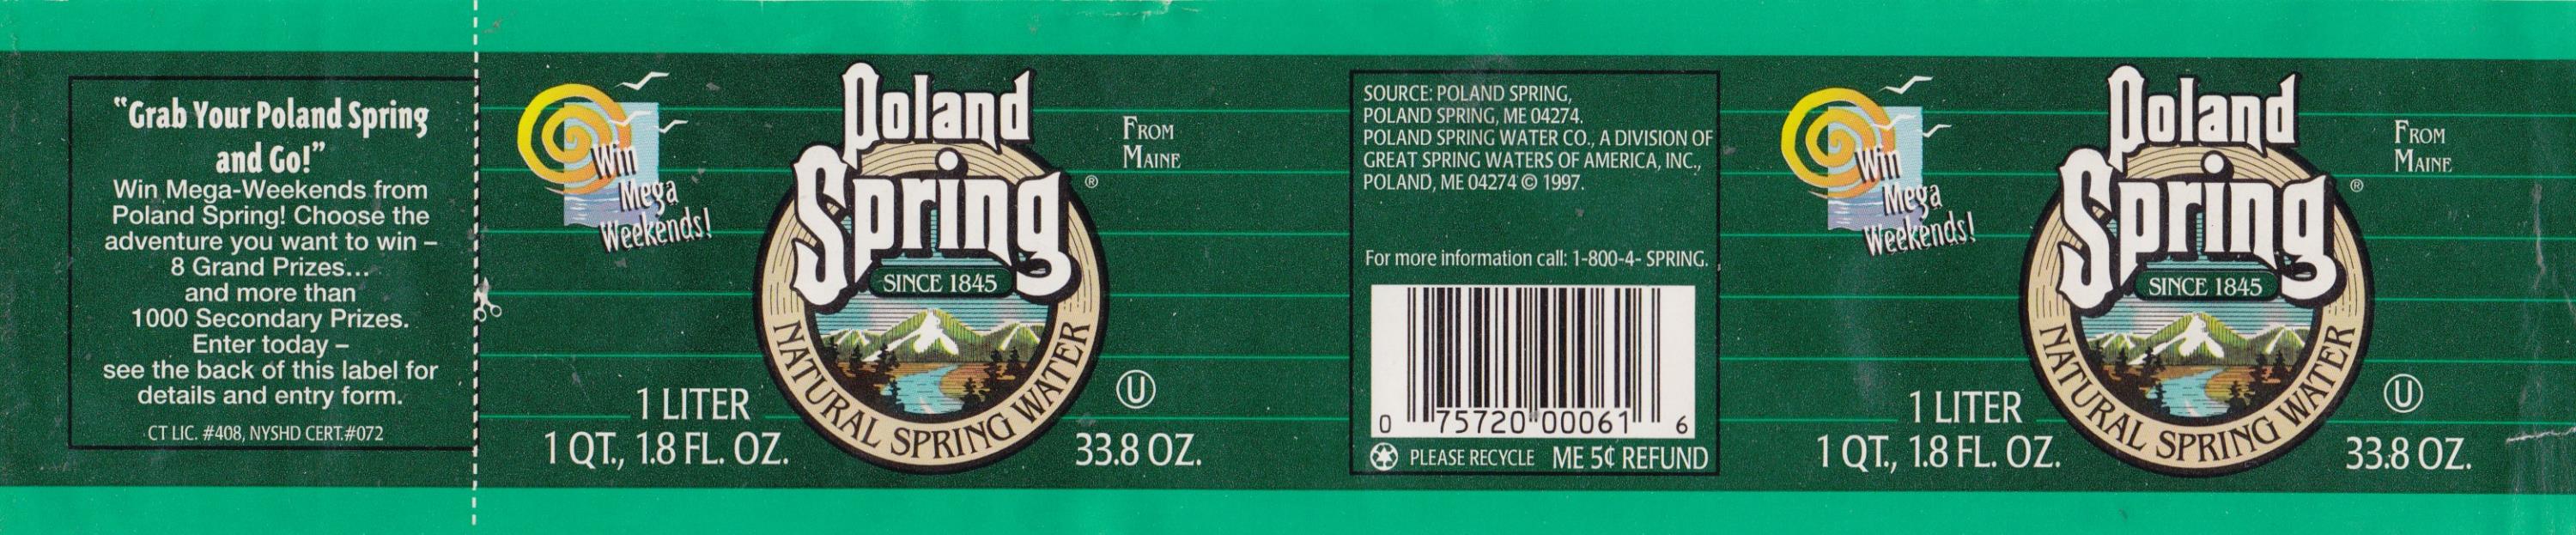 "Grab Your Poland Spring
and Go!"
Win Mega-Weekends from
Poland Spring! Choose the
adventure you want to win –
8 Grand Prizes...
and more than
1000 Secondary Prizes.
Enter today –
see the back of this label for
details and entry form.
CT LIC. #408, NYSHD CERT.#072
Win
Mega
Weekends!
Poland
Spring
®
SINCE 1845
NATURAL SPRING WATER
FROM
MAINE
1 LITER
1 QT., 1.8 FL. OZ.
U
33.8 OZ.
SOURCE: POLAND SPRING,
POLAND SPRING, ME 04274.
POLAND SPRING WATER CO., A DIVISION OF
GREAT SPRING WATERS OF AMERICA, INC.,
POLAND, ME 04274 © 1997.
For more information call: 1-800-4- SPRING.
0 75720 00061 6
PLEASE RECYCLE ME 5¢ REFUND
Win
Mega
Weekends!
Poland
Spring
®
SINCE 1845
NATURAL SPRING WATER
FROM
MAINE
1 LITER
1 QT., 1.8 FL. OZ.
U
33.8 OZ.